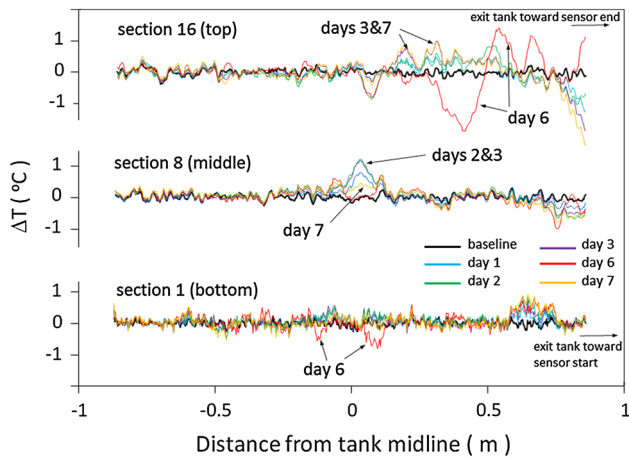 exit tank toward sensor end
1
section 16 (top)
days 3&7
0
-1
day 6
1
section 8 (middle)
days 2&3
0
-1
day 7
baseline
day 3
day 1
day 6
day 2
day 7
1
section 1 (bottom)
0
-1
day 6
exit tank toward
sensor start
ΔT ( ºC )
-1
-0.5
0
0.5
1
Distance from tank midline ( m )